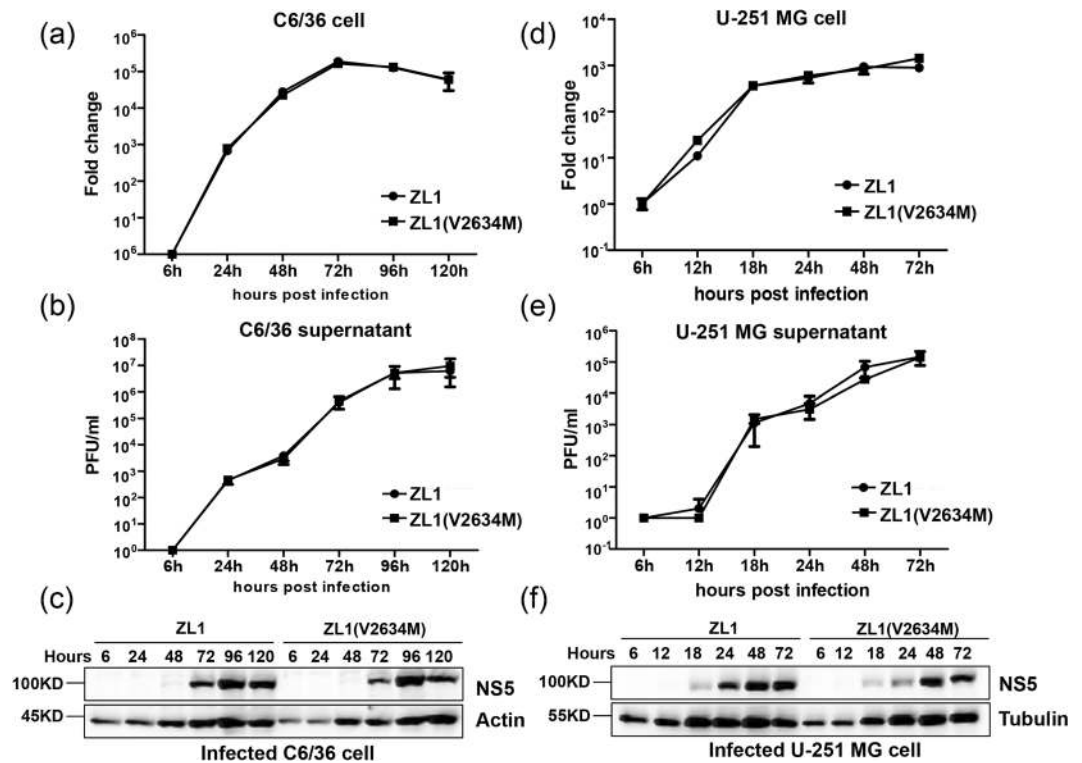 (a)
C6/36 cell
Fold change
10^6
10^5
10^4
10^3
10^2
10^1
10^6
6h 24h 48h 72h 96h 120h
hours post infection
ZL1
ZL1(V2634M)
(d)
U-251 MG cell
Fold change
10^4
10^3
10^2
10^1
10^0
10^-1
6h 12h 18h 24h 48h 72h
hours post infection
ZL1
ZL1(V2634M)
(b)
C6/36 supernatant
PFU/ml
10^8
10^7
10^6
10^5
10^4
10^3
10^2
10^1
10^0
6h 24h 48h 72h 96h 120h
hours post infection
ZL1
ZL1(V2634M)
(e)
U-251 MG supernatant
PFU/ml
10^6
10^5
10^4
10^3
10^2
10^1
10^0
10^-1
6h 12h 18h 24h 48h 72h
hours post infection
ZL1
ZL1(V2634M)
(c)
ZL1 ZL1(V2634M)
Hours 6 24 48 72 96 120 6 24 48 72 96 120
100KD NS5
45KD Actin
Infected C6/36 cell
(f)
ZL1 ZL1(V2634M)
Hours 6 12 18 24 48 72 6 12 18 24 48 72
100KD NS5
55KD Tubulin
Infected U-251 MG cell